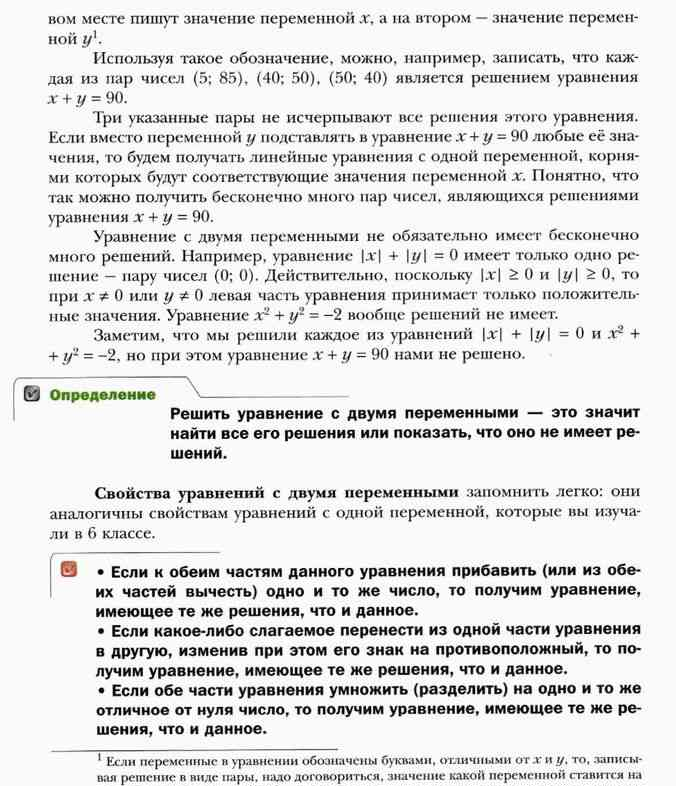 вом месте пишут значение переменной x, а на втором — значение перемен-
ной y¹.
Используя такое обозначение, можно, например, записать, что каж-
дая из пар чисел (5; 85), (40; 50), (50; 40) является решением уравнения
x + y = 90.
Три указанные пары не исчерпывают все решения этого уравнения.
Если вместо переменной y подставлять в уравнение x + y = 90 любые её зна-
чения, то будем получать линейные уравнения с одной переменной, корня-
ми которых будут соответствующие значения переменной x. Понятно, что
так можно получить бесконечно много пар чисел, являющихся решениями
уравнения x + y = 90.
Уравнение с двумя переменными не обязательно имеет бесконечно
много решений. Например, уравнение |x| + |y| = 0 имеет только одно ре-
шение — пару чисел (0; 0). Действительно, поскольку |x| ≥ 0 и |y| ≥ 0, то
при x ≠ 0 или y ≠ 0 левая часть уравнения принимает только положитель-
ные значения. Уравнение x² + y² = –2 вообще решений не имеет.
Заметим, что мы решили каждое из уравнений |x| + |y| = 0 и x² +
+ y² = –2, но при этом уравнение x + y = 90 нами не решено.
Определение
Решить уравнение с двумя переменными — это значит
найти все его решения или показать, что оно не имеет ре-
шений.
Свойства уравнений с двумя переменными запомнить легко: они
аналогичны свойствам уравнений с одной переменной, которые вы изуча-
ли в 6 классе.
• Если к обеим частям данного уравнения прибавить (или из обе-
их частей вычесть) одно и то же число, то получим уравнение,
имеющее те же решения, что и данное.
• Если какое-либо слагаемое перенести из одной части уравнения
в другую, изменив при этом его знак на противоположный, то по-
лучим уравнение, имеющее те же решения, что и данное.
• Если обе части уравнения умножить (разделить) на одно и то же
отличное от нуля число, то получим уравнение, имеющее те же ре-
шения, что и данное.
¹ Если переменные в уравнении обозначены буквами, отличными от x и y, то, записы-
вая решение в виде пары, надо договориться, значение какой переменной ставится на